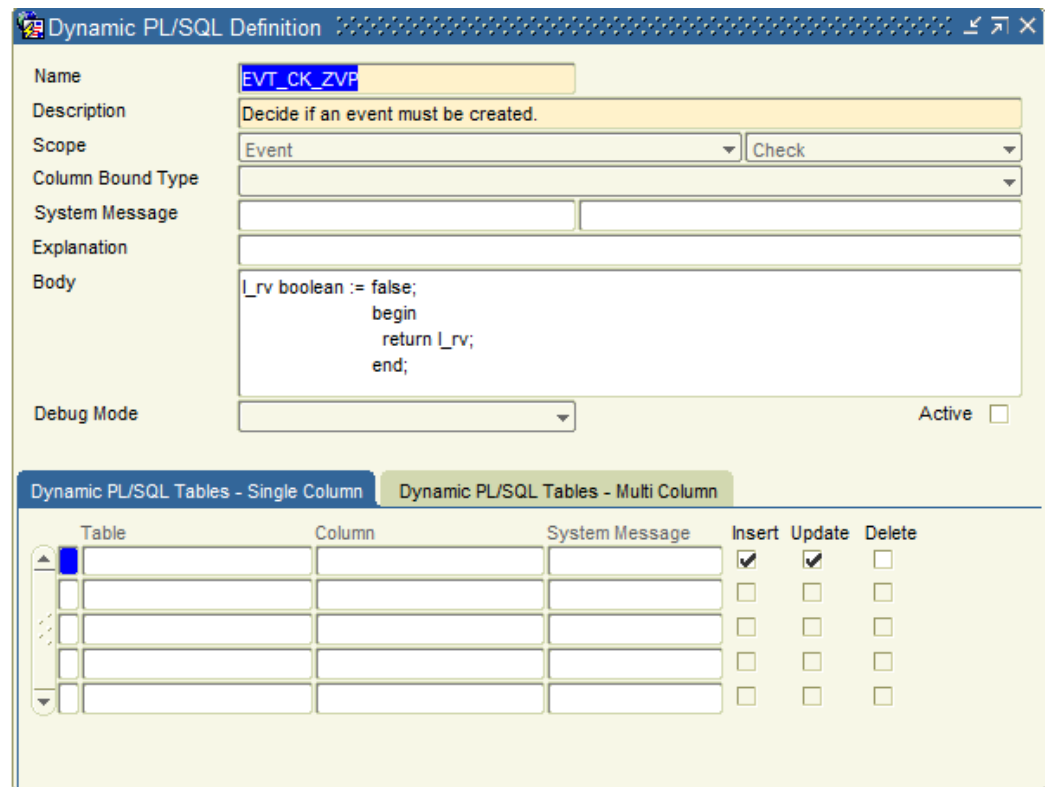 Dynamic PL/SQL Definition
Name EVT_CK_ZVP
Description Decide if an event must be created.
Scope Event Check
Column Bound Type
System Message
Explanation
Body l_rv boolean := false;
begin
return l_rv;
end;
Debug Mode Active
Dynamic PL/SQL Tables - Single Column Dynamic PL/SQL Tables - Multi Column
Table Column System Message Insert Update Delete